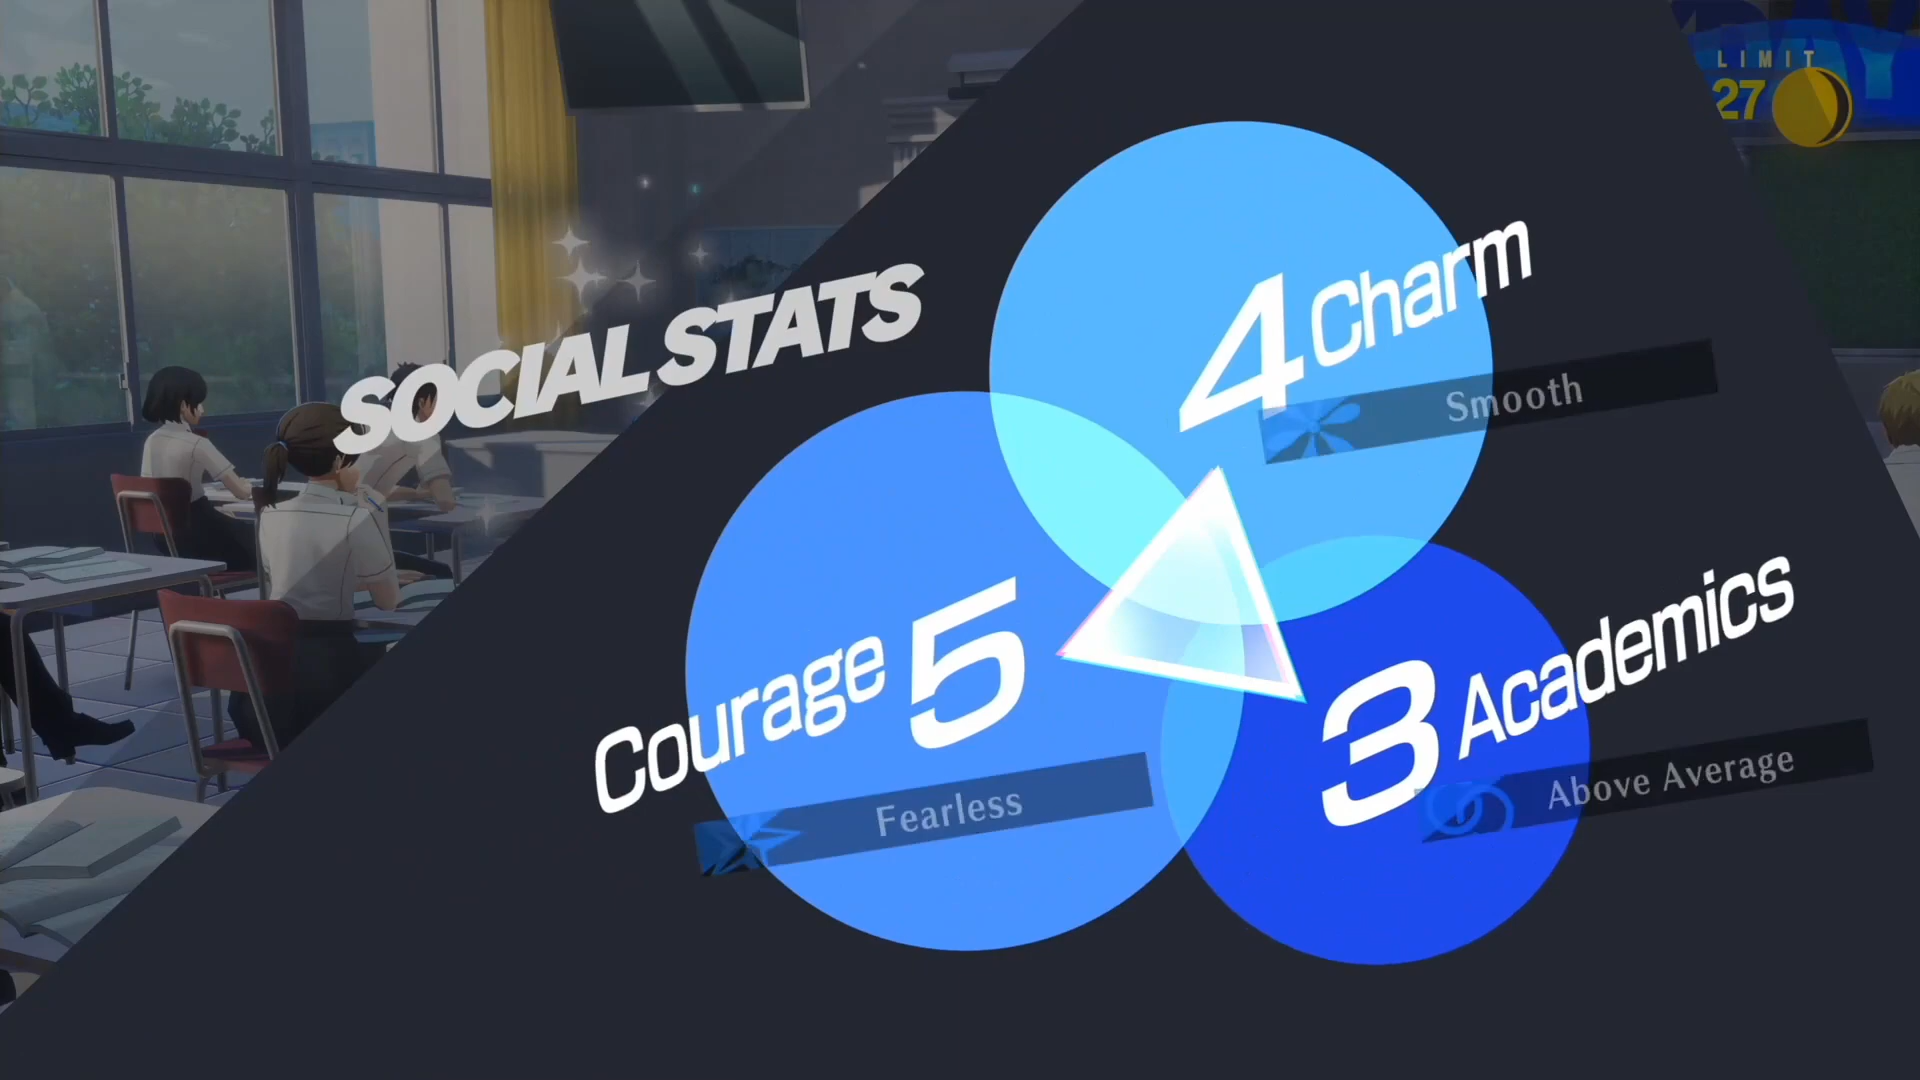 LIMIT
27
SOCIAL STATS
4 Charm
Smooth
Courage 5
Fearless
3 Academics
Above Average